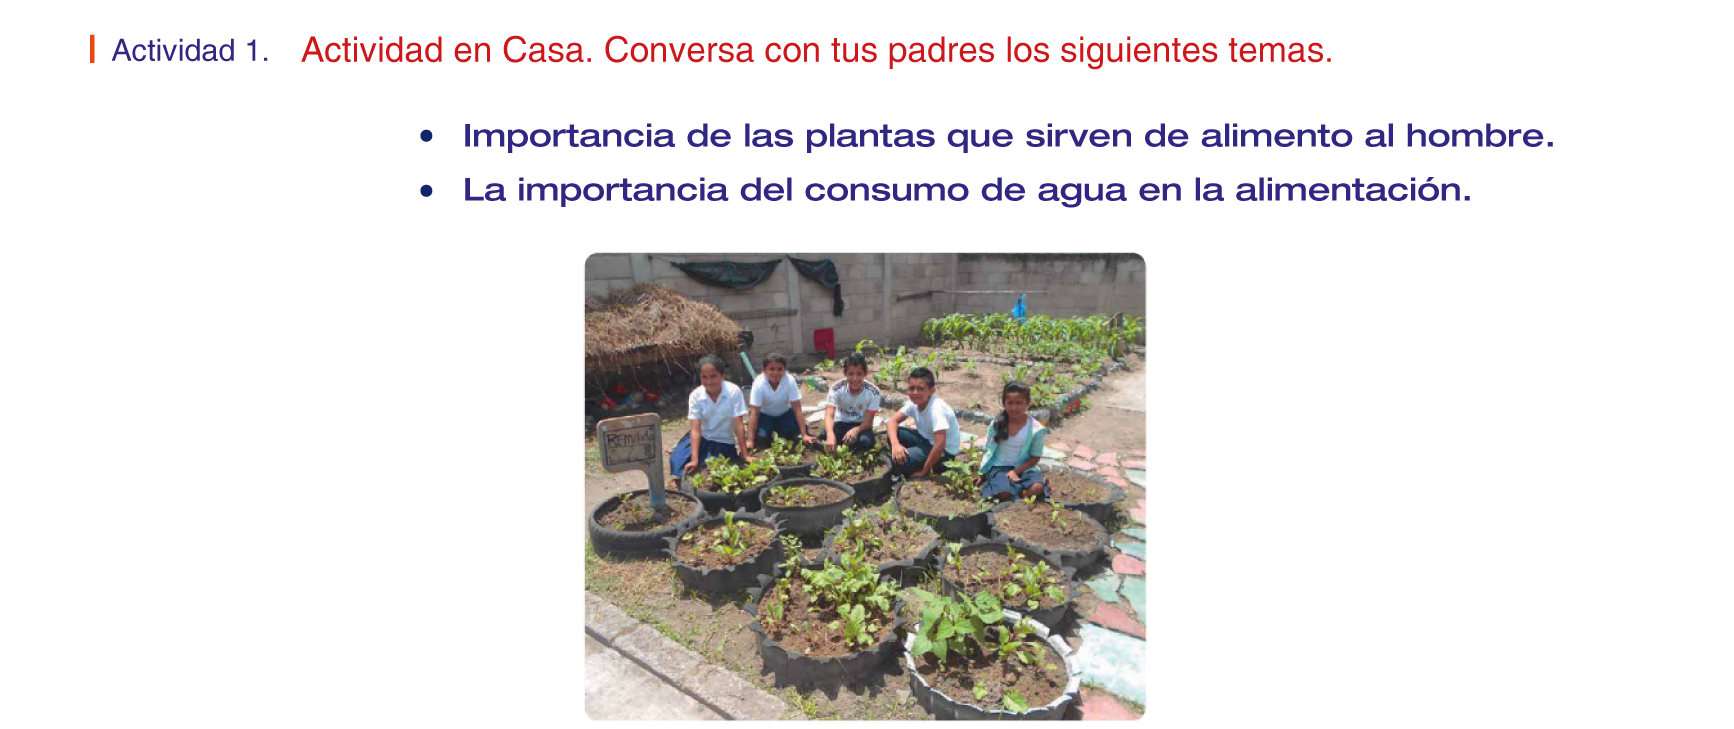 Actividad 1. Actividad en Casa. Conversa con tus padres los siguientes temas.
• Importancia de las plantas que sirven de alimento al hombre.
• La importancia del consumo de agua en la alimentación.